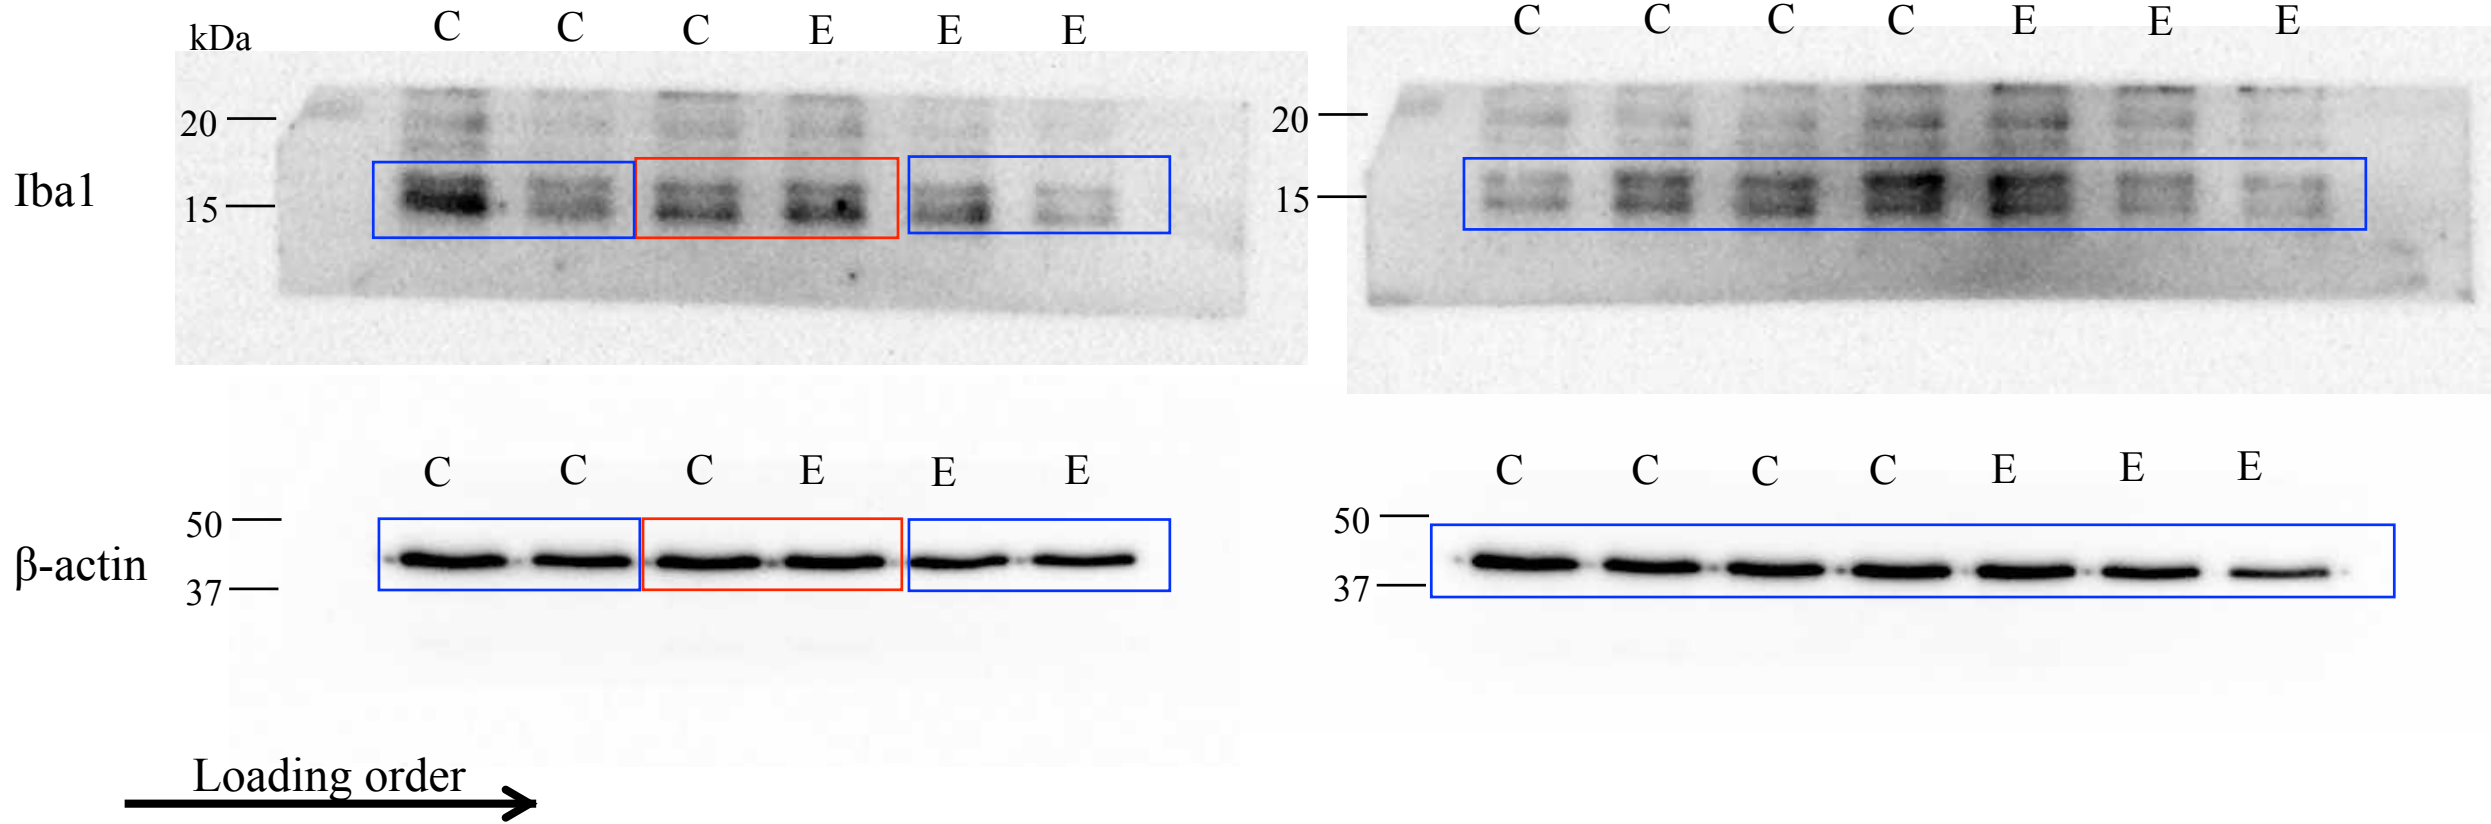 kDa C C C E E E
20
15
Iba1
C C C C E E E
20
15
C C C E E E
50
37
β-actin
C C C C E E E
50
37
Loading order